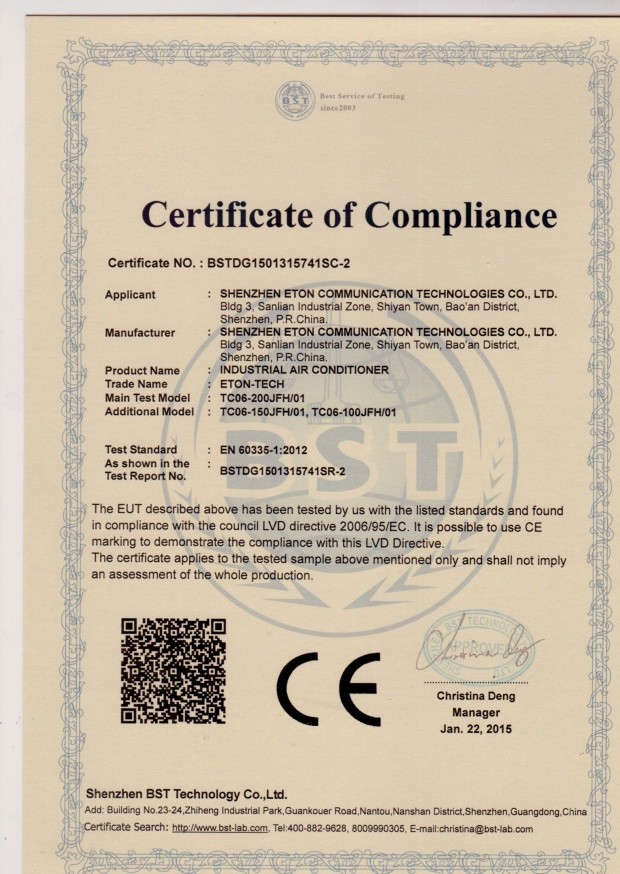 BST
Best Service of Testing
since2003
Certificate of Compliance
Certificate NO. : BSTDG1501315741SC-2
Applicant : SHENZHEN ETON COMMUNICATION TECHNOLOGIES CO., LTD.
Bldg 3, Sanlian Industrial Zone, Shiyan Town, Bao'an District,
Shenzhen, P.R.China.
Manufacturer : SHENZHEN ETON COMMUNICATION TECHNOLOGIES CO., LTD.
Bldg 3, Sanlian Industrial Zone, Shiyan Town, Bao'an District,
Shenzhen, P.R.China.
Product Name : INDUSTRIAL AIR CONDITIONER
Trade Name : ETON-TECH
Main Test Model : TC06-200JFH/01
Additional Model : TC06-150JFH/01, TC06-100JFH/01
BST
Test Standard : EN 60335-1:2012
As shown in the :
Test Report No. BSTDG1501315741SR-2
The EUT described above has been tested by us with the listed standards and found
in compliance with the council LVD directive 2006/95/EC. It is possible to use CE
marking to demonstrate the compliance with this LVD Directive.
The certificate applies to the tested sample above mentioned only and shall not imply
an assessment of the whole production.
CE
APPROVE
Christina Deng
Manager
Jan. 22, 2015
Shenzhen BST Technology Co.,Ltd.
Add: Building No.23-24,Zhiheng Industrial Park,Guankouer Road,Nantou,Nanshan District,Shenzhen,Guangdong,China
Certificate Search: http://www.bst-lab.com, Tel:400-882-9628, 8009990305, E-mail:christina@bst-lab.com